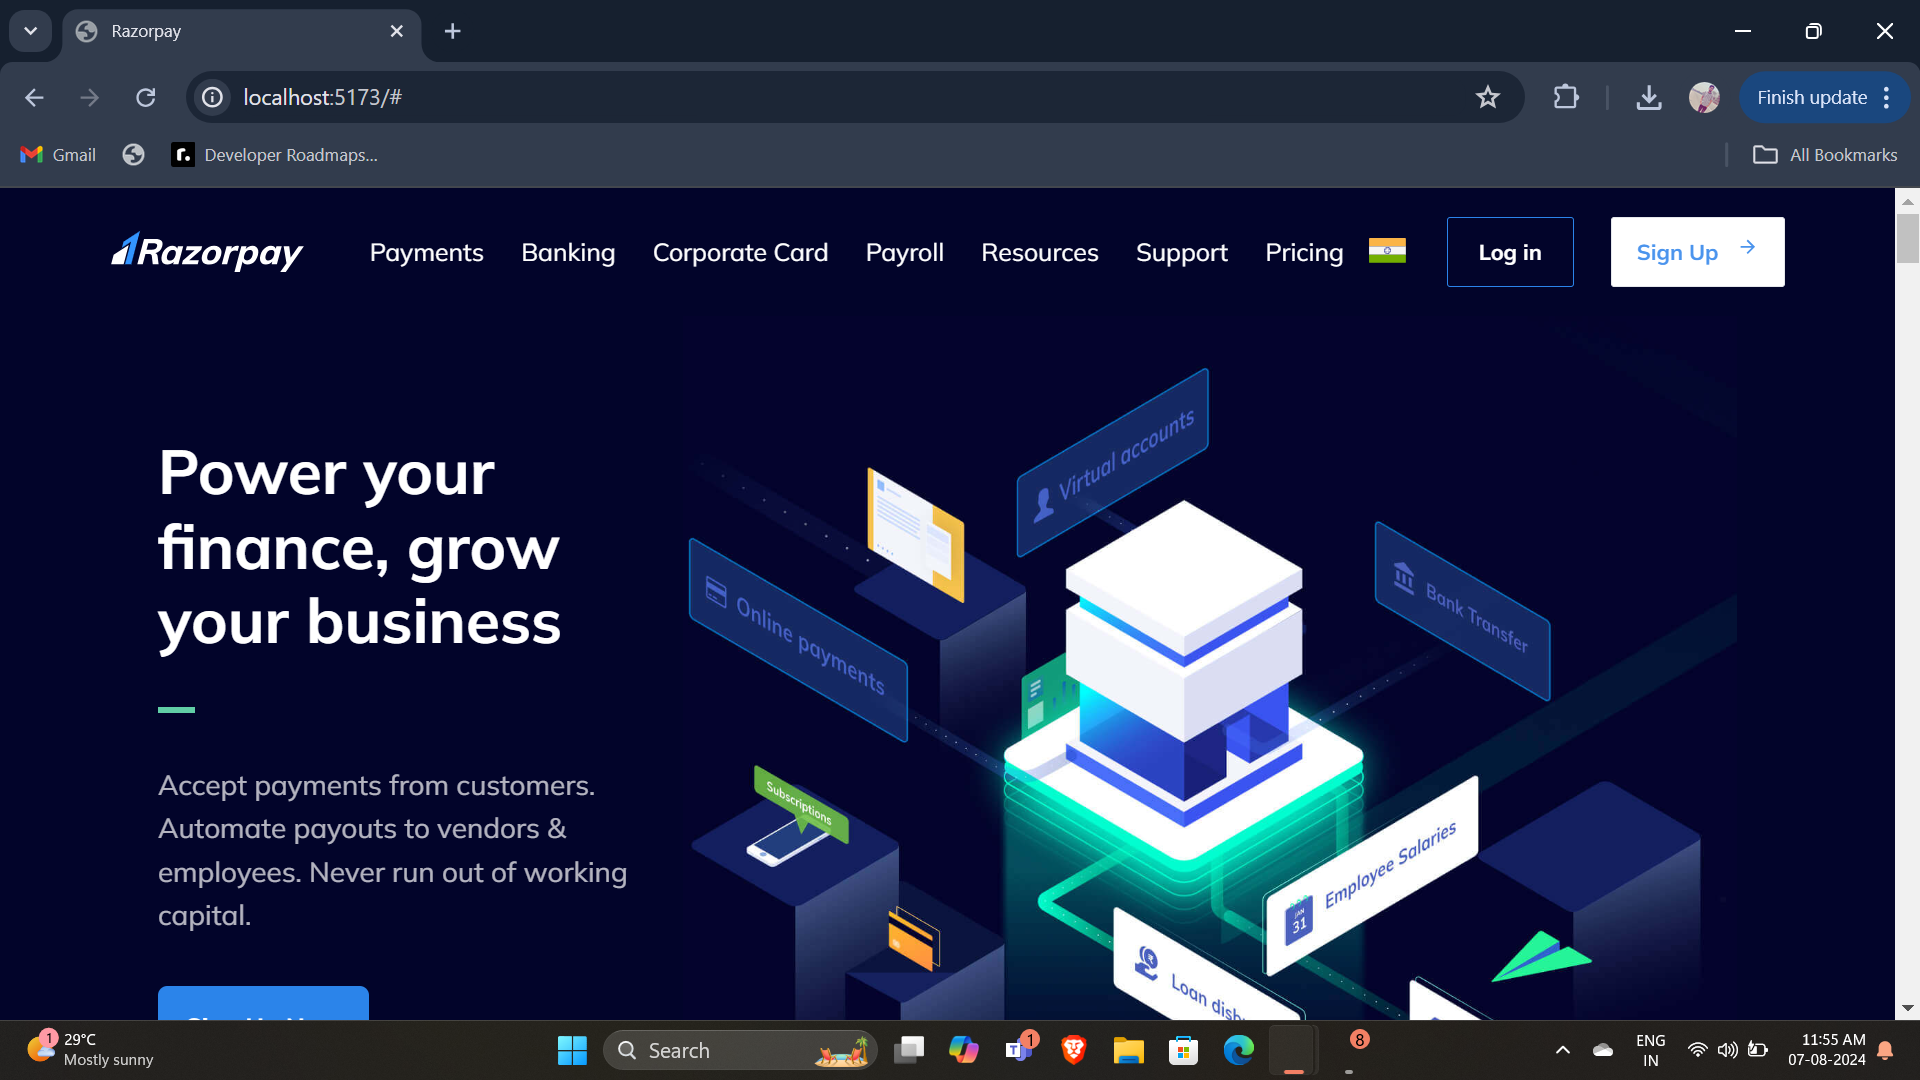 Razorpay
localhost:5173/#
Finish update
Gmail
Developer Roadmaps...
All Bookmarks
Razorpay
Payments Banking Corporate Card Payroll Resources Support Pricing
Log in
Sign Up
Power your
finance, grow
your business
Accept payments from customers.
Automate payouts to vendors &
employees. Never run out of working
capital.
Virtual accounts
Bank Transfer
Online payments
Subscriptions
Employee Salaries
JAN
31
Loan
1
29°C
Mostly sunny
Search
1
8
ENG
IN
11:55 AM
07-08-2024